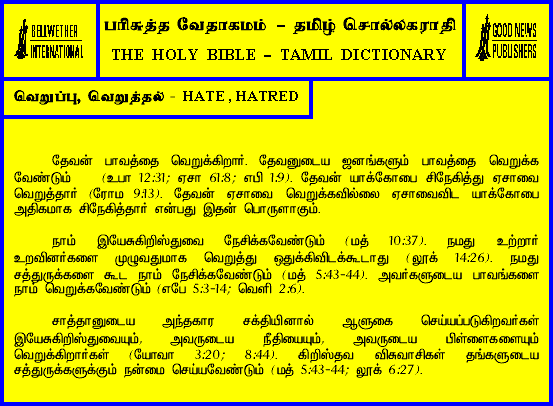 BELLWETHER
INTERNATIONAL
பரிசுத்த வேதாகமம் – தமிழ் சொல்லகராதி
THE HOLY BIBLE – TAMIL DICTIONARY
GOOD NEWS
PUBLISHERS
வெறுப்பு, வெறுத்தல் - HATE , HATRED
தேவன் பாவத்தை வெறுக்கிறார். தேவனுடைய ஜனங்களும் பாவத்தை வெறுக்க
வேண்டும் (உபா 12:31; ஏசா 61:8; எபி 1:9). தேவன் யாக்கோபை சிநேகித்து ஏசாவை
வெறுத்தார் (ரோம 9:13). தேவன் ஏசாவை வெறுக்கவில்லை ஏசாவைவிட யாக்கோபை
அதிகமாக சிநேகித்தார் என்பது இதன் பொருளாகும்.
நாம் இயேசுகிறிஸ்துவை நேசிக்கவேண்டும் (மத் 10:37). நமது உற்றார்
உறவினர்களை முழுவதுமாக வெறுத்து ஒதுக்கிவிடக்கூடாது (லூக் 14:26). நமது
சத்துருக்களை கூட நாம் நேசிக்கவேண்டும் (மத் 5:43-44). அவர்களுடைய பாவங்களை
நாம் வெறுக்கவேண்டும் (எபே 5:3-14; வெளி 2:6).
சாத்தானுடைய அந்தகார சக்தியினால் ஆளுகை செய்யப்படுகிறவர்கள்
இயேசுகிறிஸ்துவையும், அவருடைய நீதியையும், அவருடைய பிள்ளைகளையும்
வெறுக்கிறார்கள் (யோவா 3:20; 8:44). கிறிஸ்தவ விசுவாசிகள் தங்களுடைய
சத்துருக்களுக்கும் நன்மை செய்யவேண்டும் (மத் 5:43-44; லூக் 6:27).